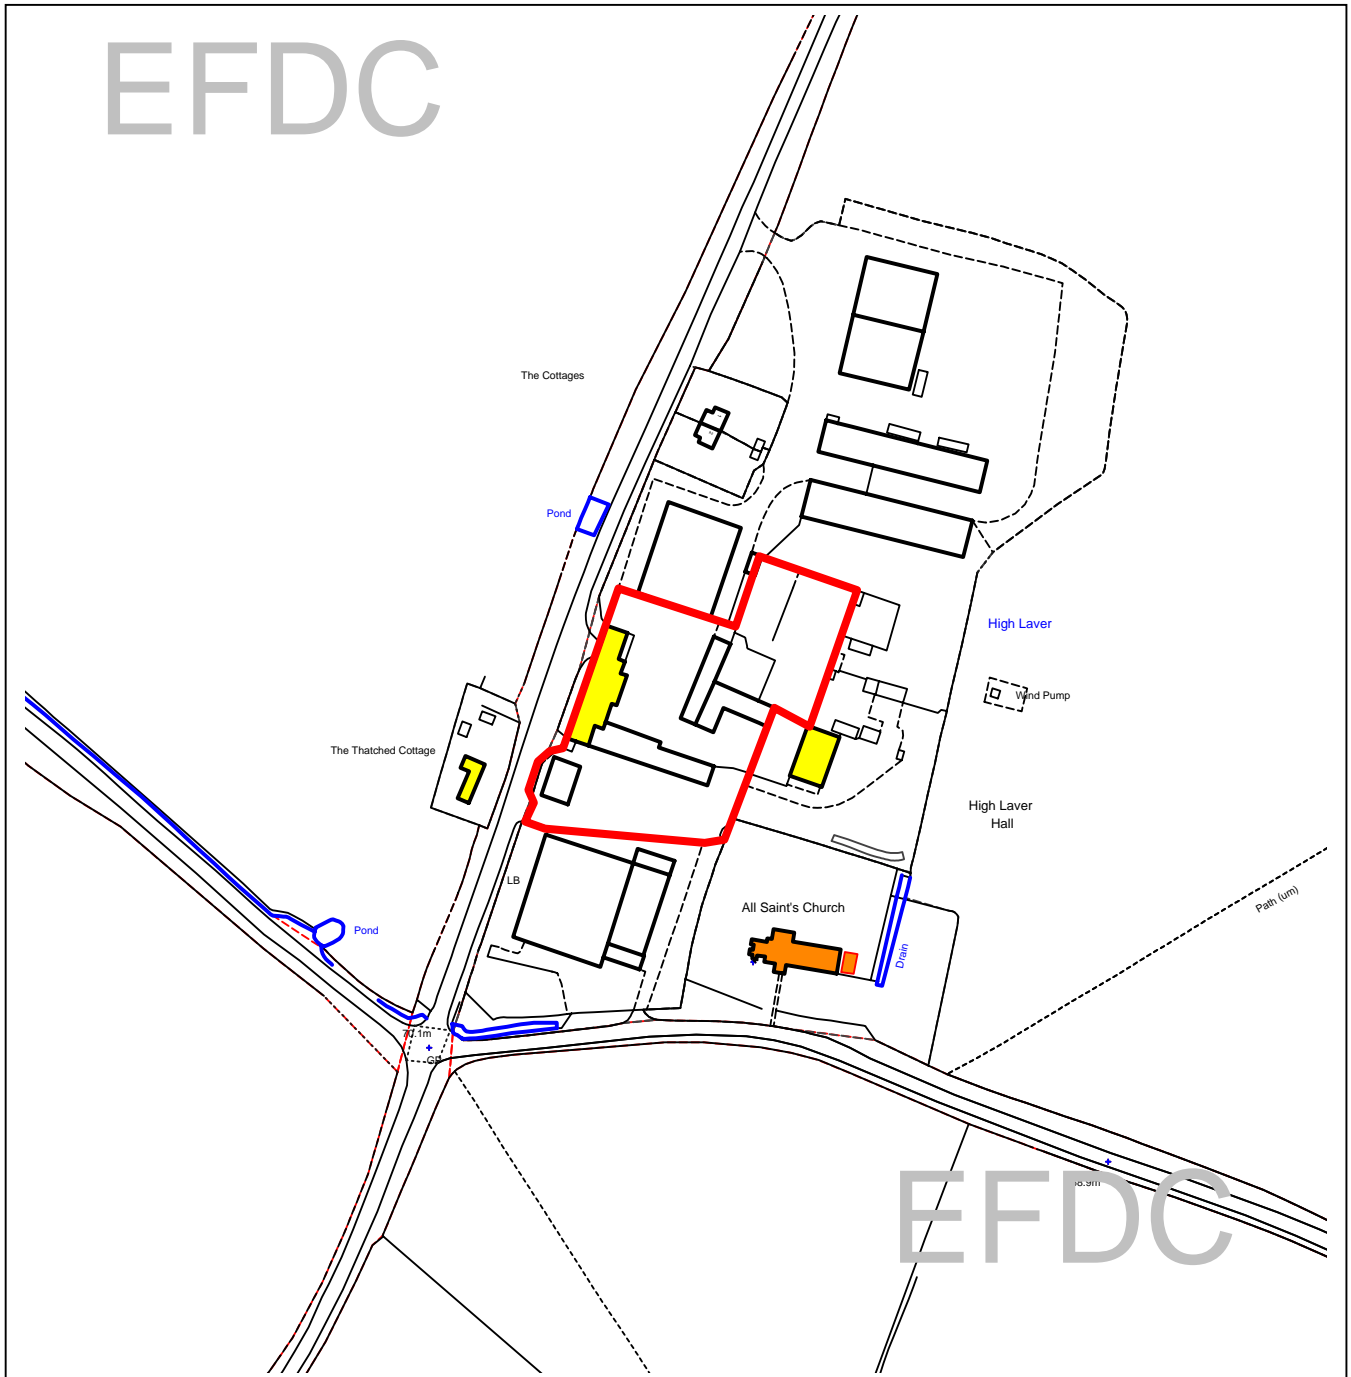 EFDC
The Cottages
Pond
High Laver
Wind Pump
The Thatched Cottage
High Laver
Hall
LB
All Saint's Church
Path (um)
Pond
Drain
GP
EFDC